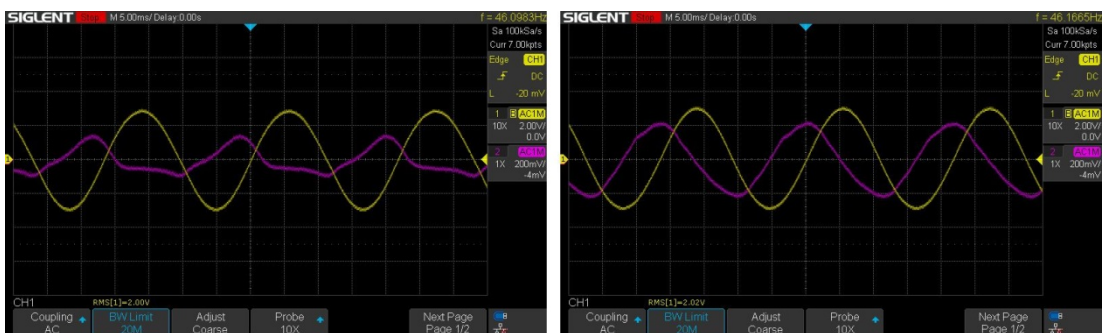 SIGLENT Stop M 5.00ms/ Delay:0.00s f = 46.0983Hz
Sa 100kSa/s
Curr 7.00kpts
Edge CH1
DC
L -20 mV
1 B AC1M
10X 2.00V/
0.0V
2 AC1M
1X 200mV/
-4mV
1
CH1 RMS[1]=2.00V
Coupling BW Limit Adjust Probe Next Page
AC 20M Coarse 10X Page 1/2
SIGLENT Stop M 5.00ms/ Delay:0.00s f = 46.1665Hz
Sa 100kSa/s
Curr 7.00kpts
Edge CH1
DC
L -20 mV
1 B AC1M
10X 2.00V/
0.0V
2 AC1M
1X 200mV/
-4mV
1
CH1 RMS[1]=2.02V
Coupling BW Limit Adjust Probe Next Page
AC 20M Coarse 10X Page 1/2